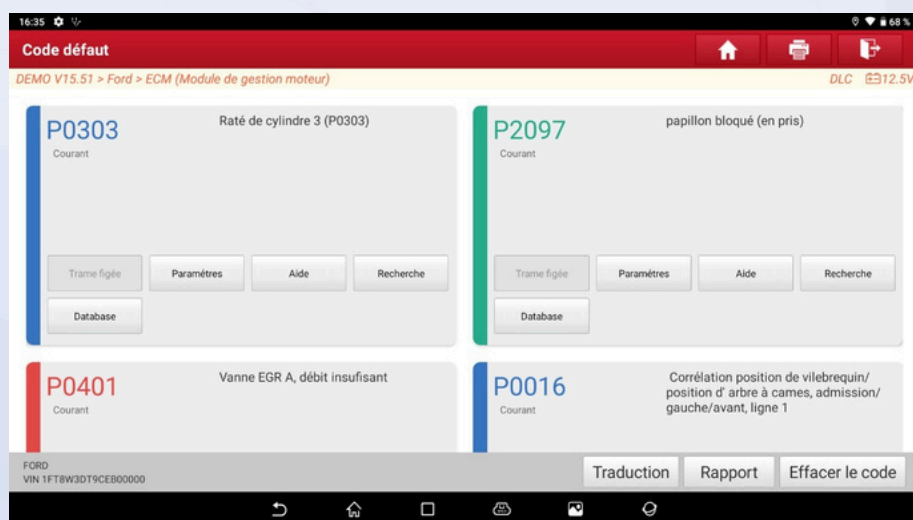 16:35
68 %
Code défaut
DEMO V15.51 > Ford > ECM (Module de gestion moteur)
DLC 12.5V
P0303
Raté de cylindre 3 (P0303)
Courant
Trame figée
Paramétres
Aide
Recherche
Database
P2097
papillon bloqué (en pris)
Courant
Trame figée
Paramétres
Aide
Recherche
Database
P0401
Vanne EGR A, débit insufisant
Courant
P0016
Corrélation position de vilebrequin/
position d' arbre à cames, admission/
gauche/avant, ligne 1
Courant
FORD
VIN 1FT8W3DT9CEB00000
Traduction
Rapport
Effacer le code